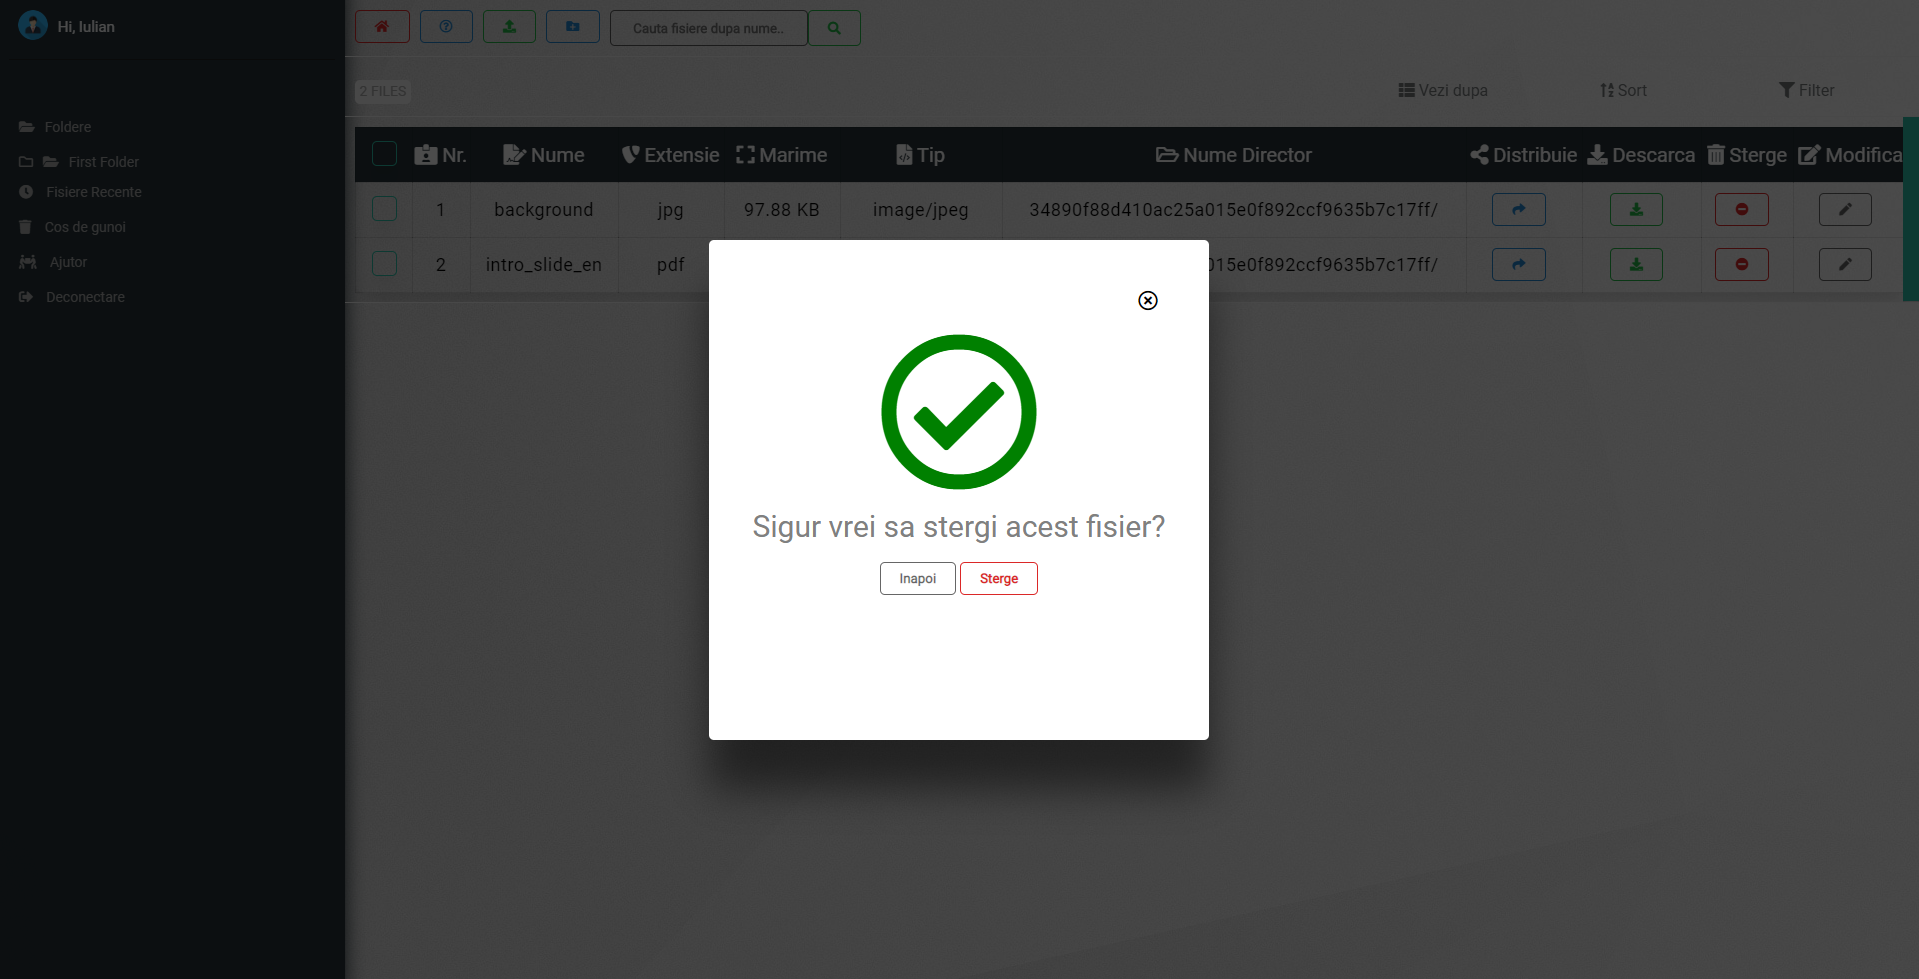 Hi, Iulian
Cauta fisiere dupa nume..
2 FILES
Vezi dupa
Sort
Filter
Foldere
First Folder
Fisiere Recente
Cos de gunoi
Ajutor
Deconectare
Nr. Nume Extensie Marime Tip Nume Director Distribuie Descarca Sterge Modifica
1 background jpg 97.88 KB image/jpeg 34890f88d410ac25a015e0f892ccf9635b7c17ff/
2 intro_slide_en pdf 015e0f892ccf9635b7c17ff/
Sigur vrei sa stergi acest fisier?
Inapoi Sterge